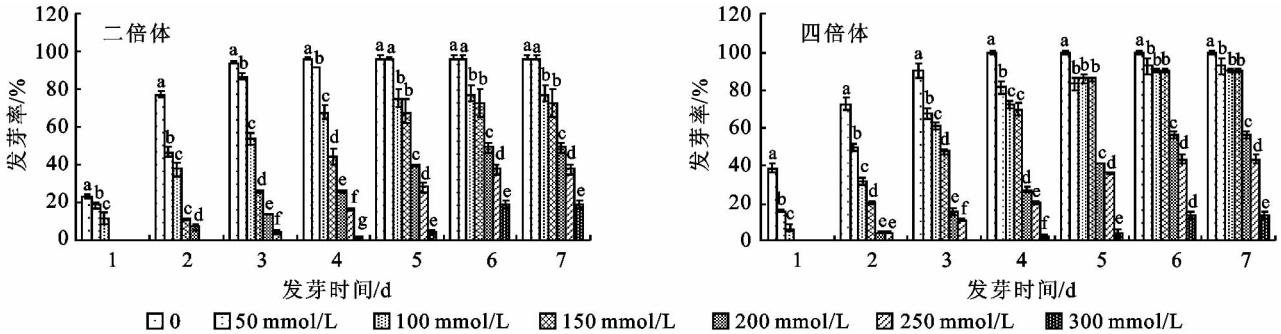 二倍体
发芽率/%
120
100
80
60
40
20
0
a b c
a b c c d
a b c d e f
a b c d e f g
a a b b c d e
a a b b c d e
a a b b c d e
1 2 3 4 5 6 7
发芽时间/d
四倍体
发芽率/%
120
100
80
60
40
20
0
a b c
a b c d e e
a b c c d e
a b c c d e f
a b b b c d e
a b b b c d e
a b b b c d e
1 2 3 4 5 6 7
发芽时间/d
0 50 mmol/L 100 mmol/L 150 mmol/L 200 mmol/L 250 mmol/L 300 mmol/L